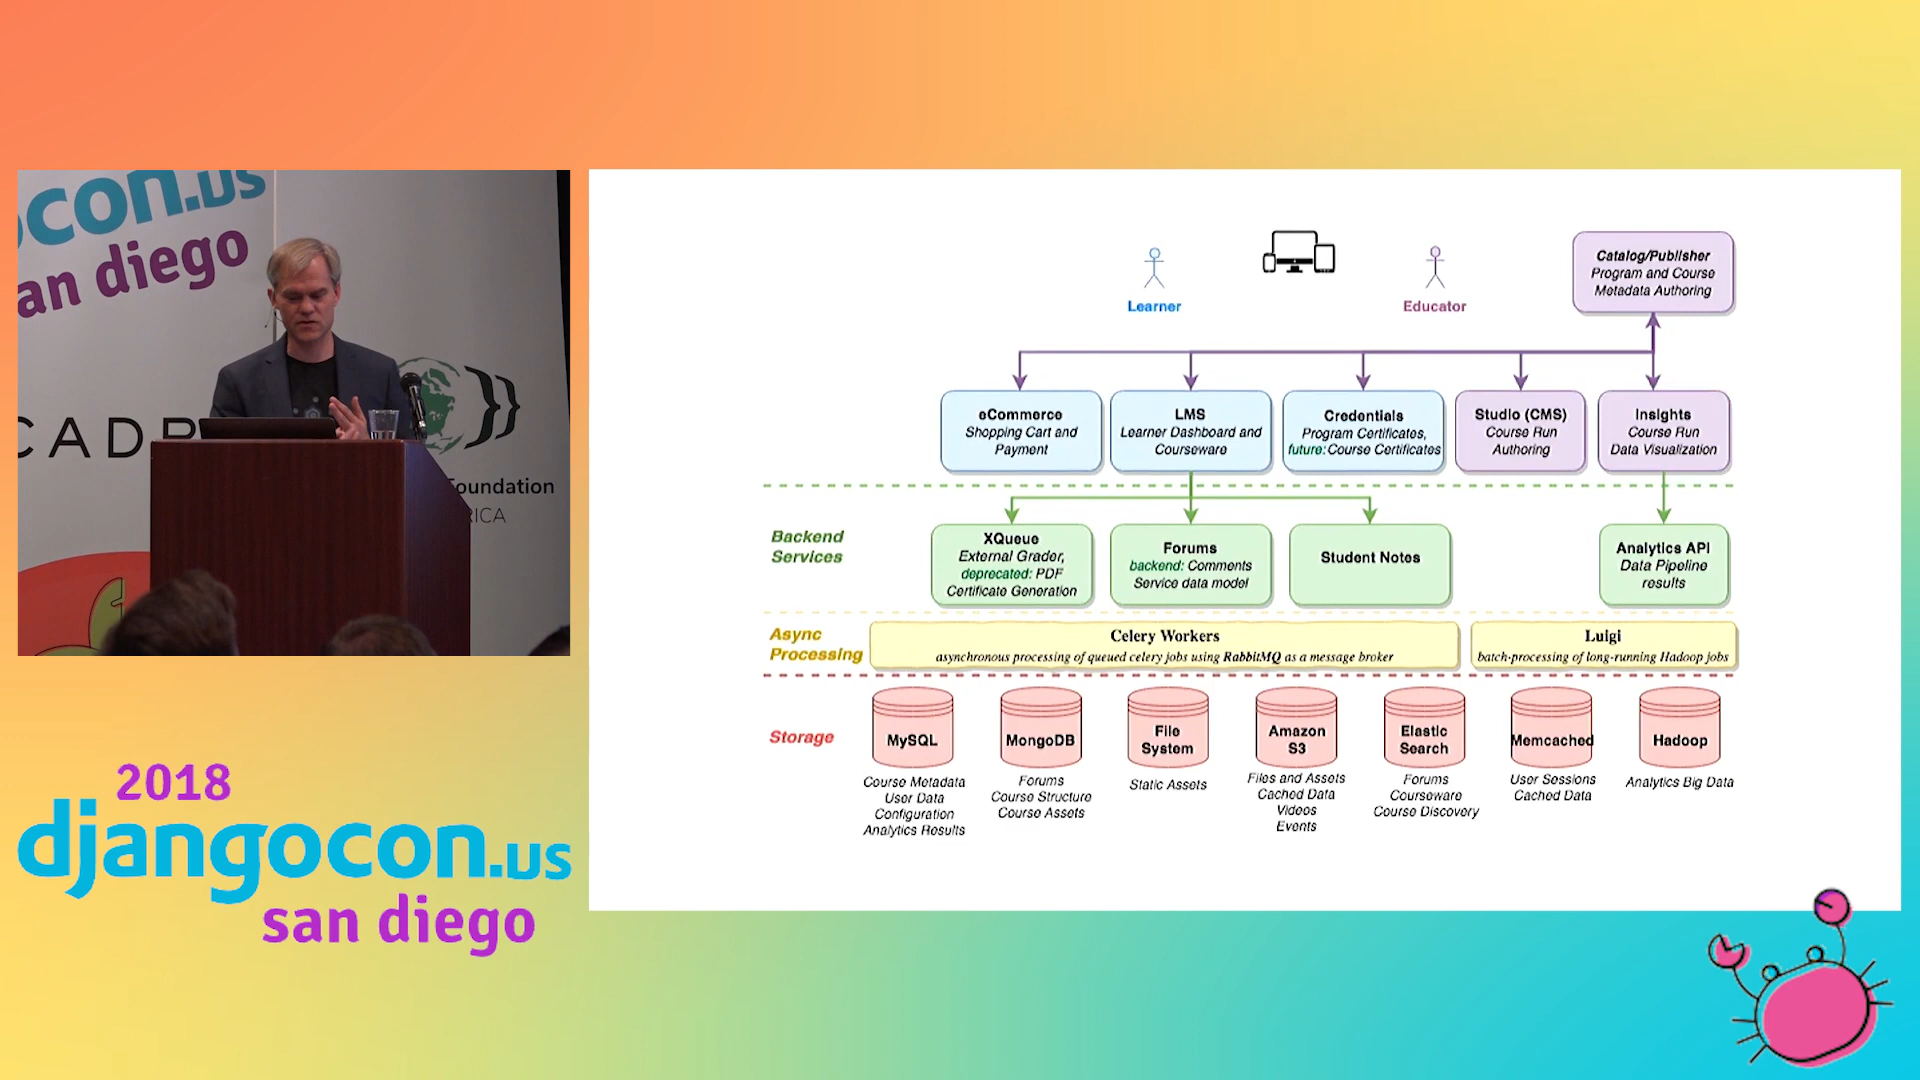 con.us
an diego
CADR
Foundation
RICA
2018
djangocon.us
san diego
Learner
Educator
Catalog/Publisher
Program and Course
Metadata Authoring
eCommerce
Shopping Cart and
Payment
LMS
Learner Dashboard and
Courseware
Credentials
Program Certificates,
future: Course Certificates
Studio (CMS)
Course Run
Authoring
Insights
Course Run
Data Visualization
Backend
Services
XQueue
External Grader,
deprecated: PDF
Certificate Generation
Forums
backend: Comments
Service data model
Student Notes
Analytics API
Data Pipeline
results
Async
Processing
Celery Workers
asynchronous processing of queued celery jobs using RabbitMQ as a message broker
Luigi
batch-processing of long-running Hadoop jobs
Storage
MySQL
Course Metadata
User Data
Configuration
Analytics Results
MongoDB
Forums
Course Structure
Course Assets
File
System
Static Assets
Amazon
S3
Files and Assets
Cached Data
Videos
Events
Elastic
Search
Forums
Courseware
Course Discovery
Memcached
User Sessions
Cached Data
Hadoop
Analytics Big Data